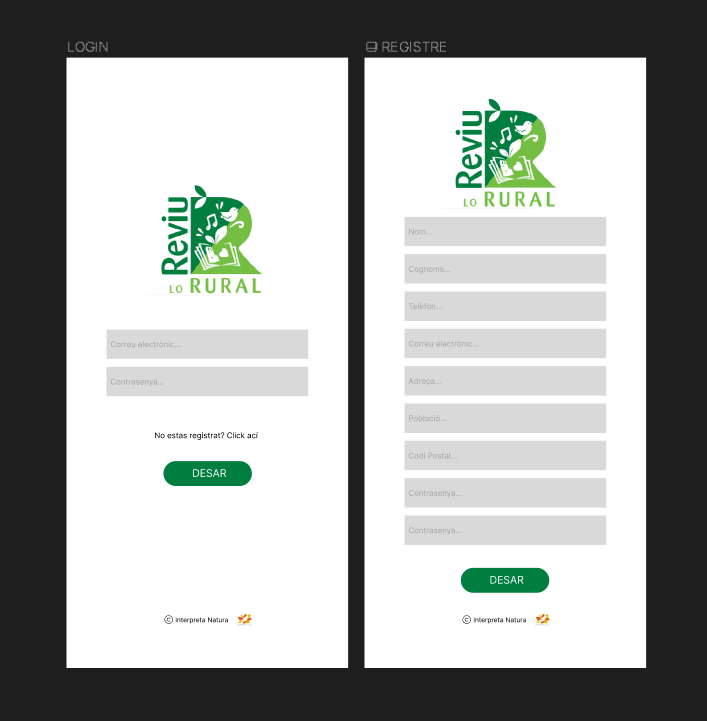 LOGIN
Reviu
LO RURAL
Correu electrònic...
Contrasenya...
No estas registrat? Click ací
DESAR
© Interpreta Natura
REGISTRE
Reviu
LO RURAL
Nom...
Cognoms...
Telèfon...
Correu electrònic...
Adreça...
Població...
Codi Postal...
Contrasenya...
Contrasenya...
DESAR
© Interpreta Natura